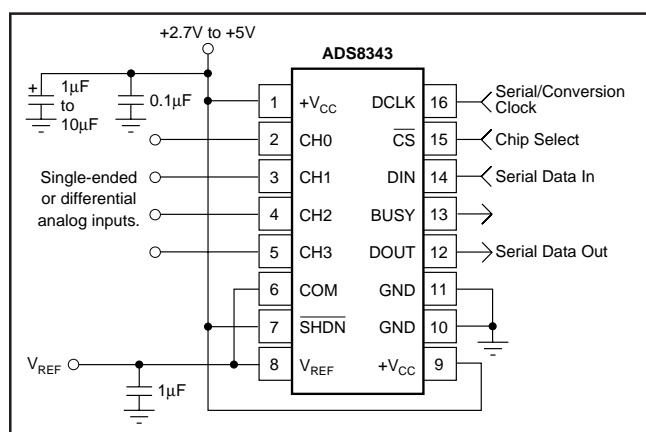 +2.7V to +5V
ADS8343
+
1µF
to
10µF
0.1µF
1
+VCC
DCLK
16
Serial/Conversion
Clock
2
CH0
CS
15
Chip Select
Single-ended
or differential
analog inputs.
3
CH1
DIN
14
Serial Data In
4
CH2
BUSY
13
5
CH3
DOUT
12
Serial Data Out
6
COM
GND
11
7
SHDN
GND
10
VREF
8
VREF
+VCC
9
1µF